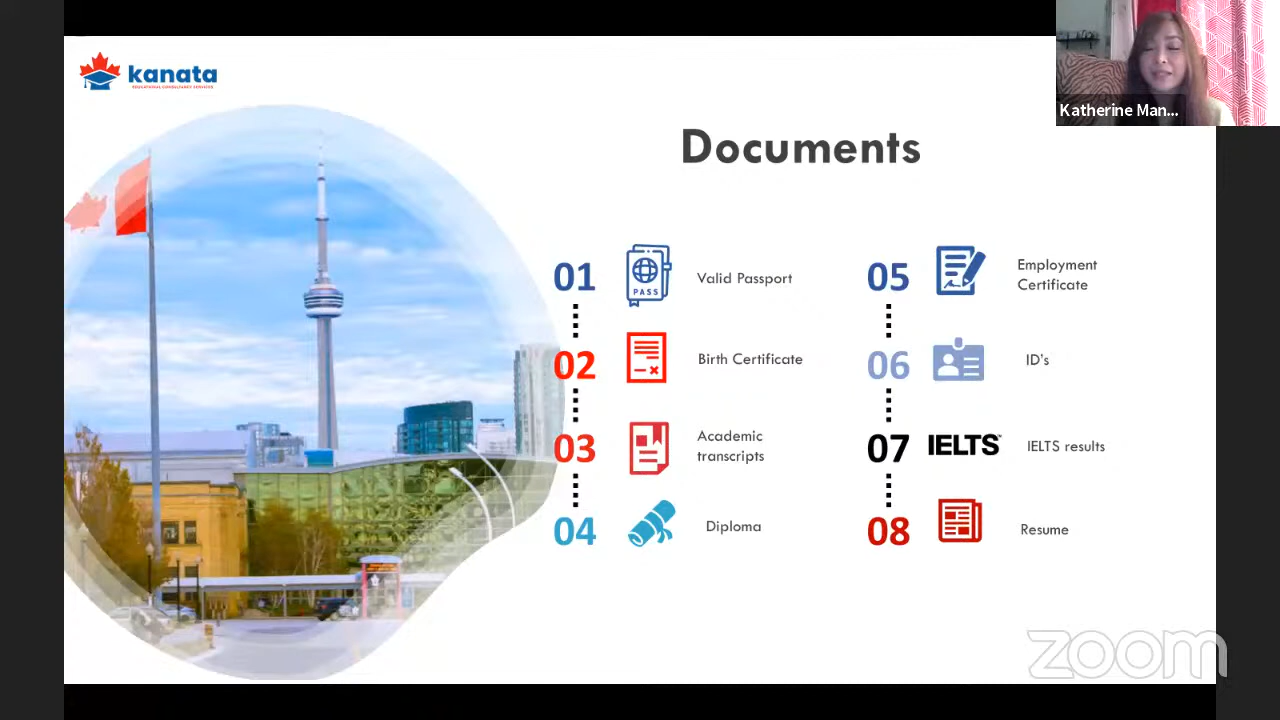 kanata
EDUCATIONAL CONSULTANCY SERVICES
Katherine Man...
Documents
01
PASS
Valid Passport
02
Birth Certificate
03
Academic
transcripts
04
Diploma
05
Employment
Certificate
06
ID's
07
IELTS
IELTS results
08
Resume
zoom